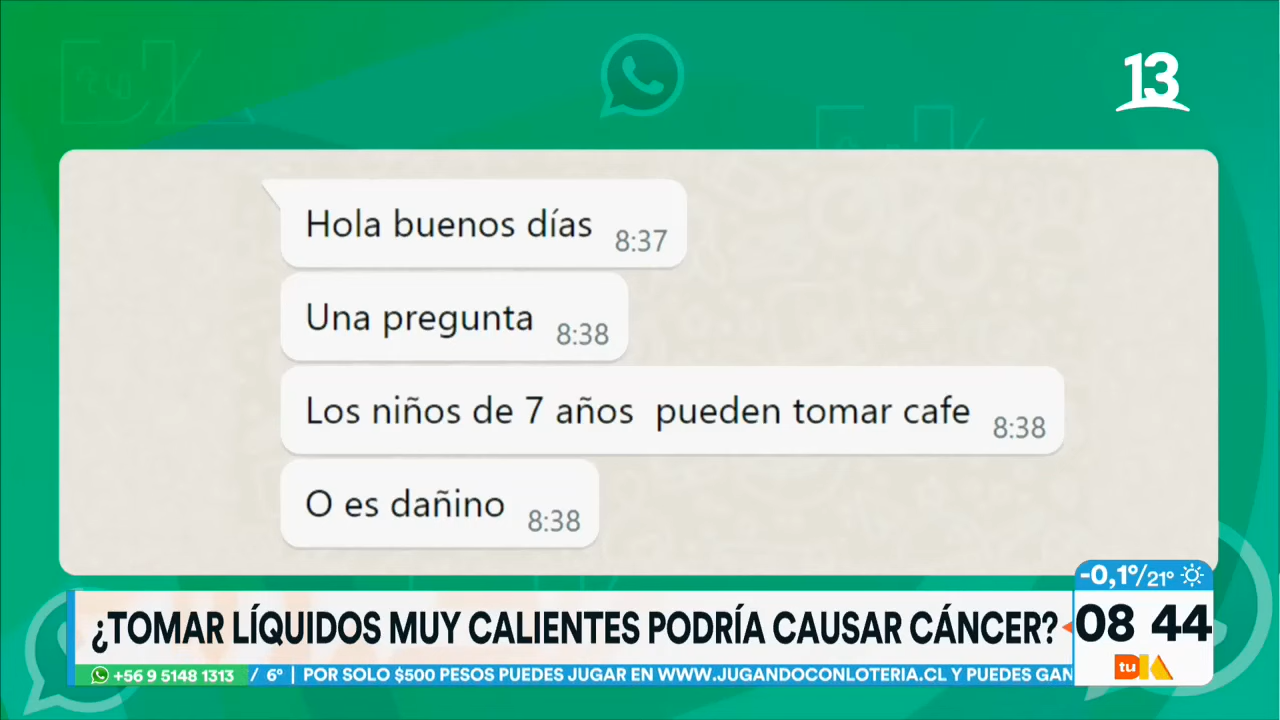 13
Hola buenos días 8:37
Una pregunta 8:38
Los niños de 7 años pueden tomar cafe 8:38
O es dañino 8:38
-0,1°/21°
¿TOMAR LÍQUIDOS MUY CALIENTES PODRÍA CAUSAR CÁNCER?
08 44
+56 9 5148 1313 / 6° | POR SOLO $500 PESOS PUEDES JUGAR EN WWW.JUGANDOCONLOTERIA.CL Y PUEDES GAN
tu DÍA